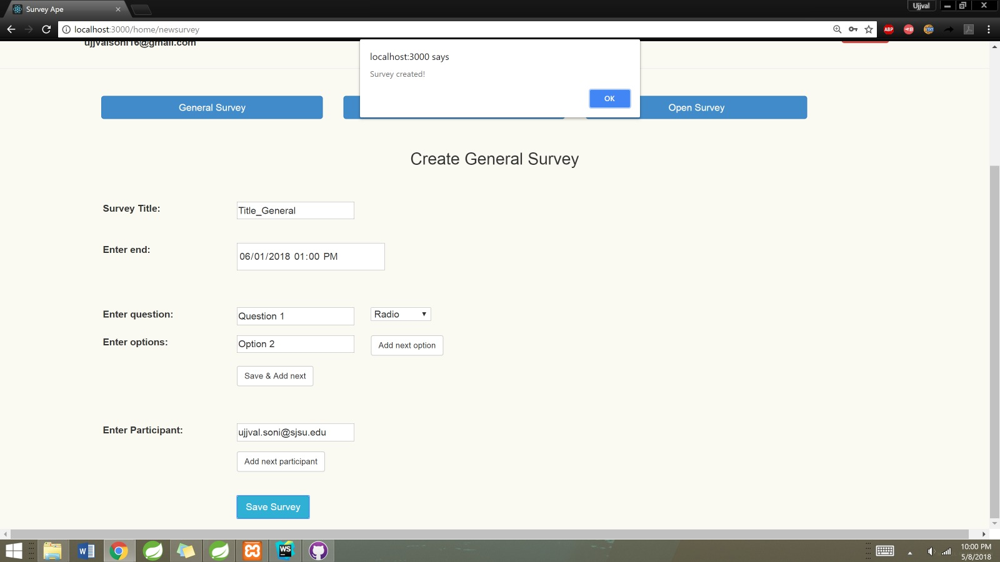 Survey Ape
Ujjval
localhost:3000/home/newsurvey
ABP
TXT
ujjvalsoni16@gmail.com
localhost:3000 says
Survey created!
OK
General Survey
Open Survey
Create General Survey
Survey Title:
Title_General
Enter end:
06/01/2018 01:00 PM
Enter question:
Question 1
Radio
Enter options:
Option 2
Add next option
Save & Add next
Enter Participant:
ujjval.soni@sjsu.edu
Add next participant
Save Survey
WS
10:00 PM
5/8/2018